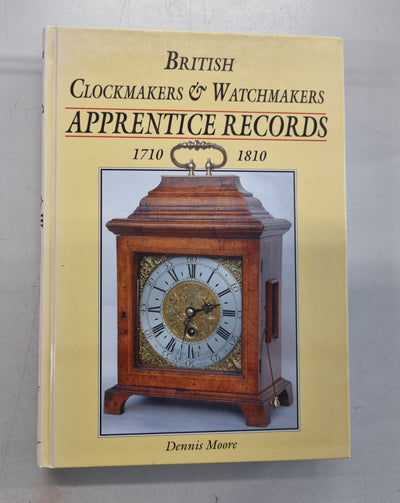 BRITISH
CLOCKMAKERS & WATCHMAKERS
APPRENTICE RECORDS
1710 1810
Dennis Moore